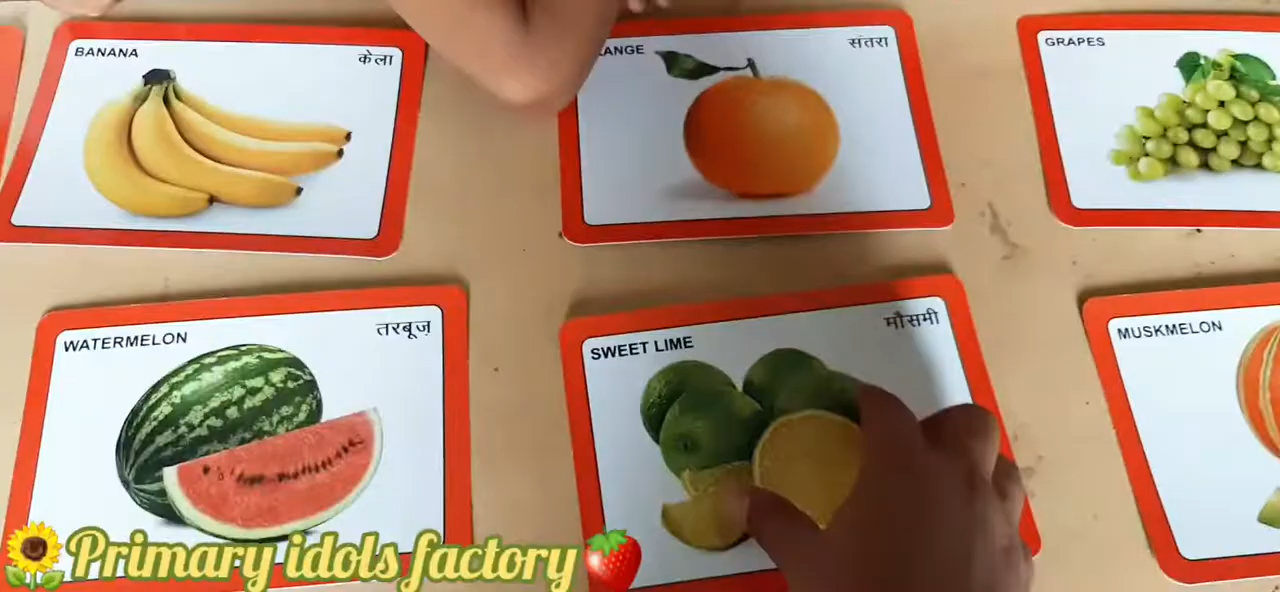 BANANA केला
ANGE संतरा
GRAPES
WATERMELON तरबूज़
SWEET LIME मौसमी
MUSKMELON
Primary idols factory